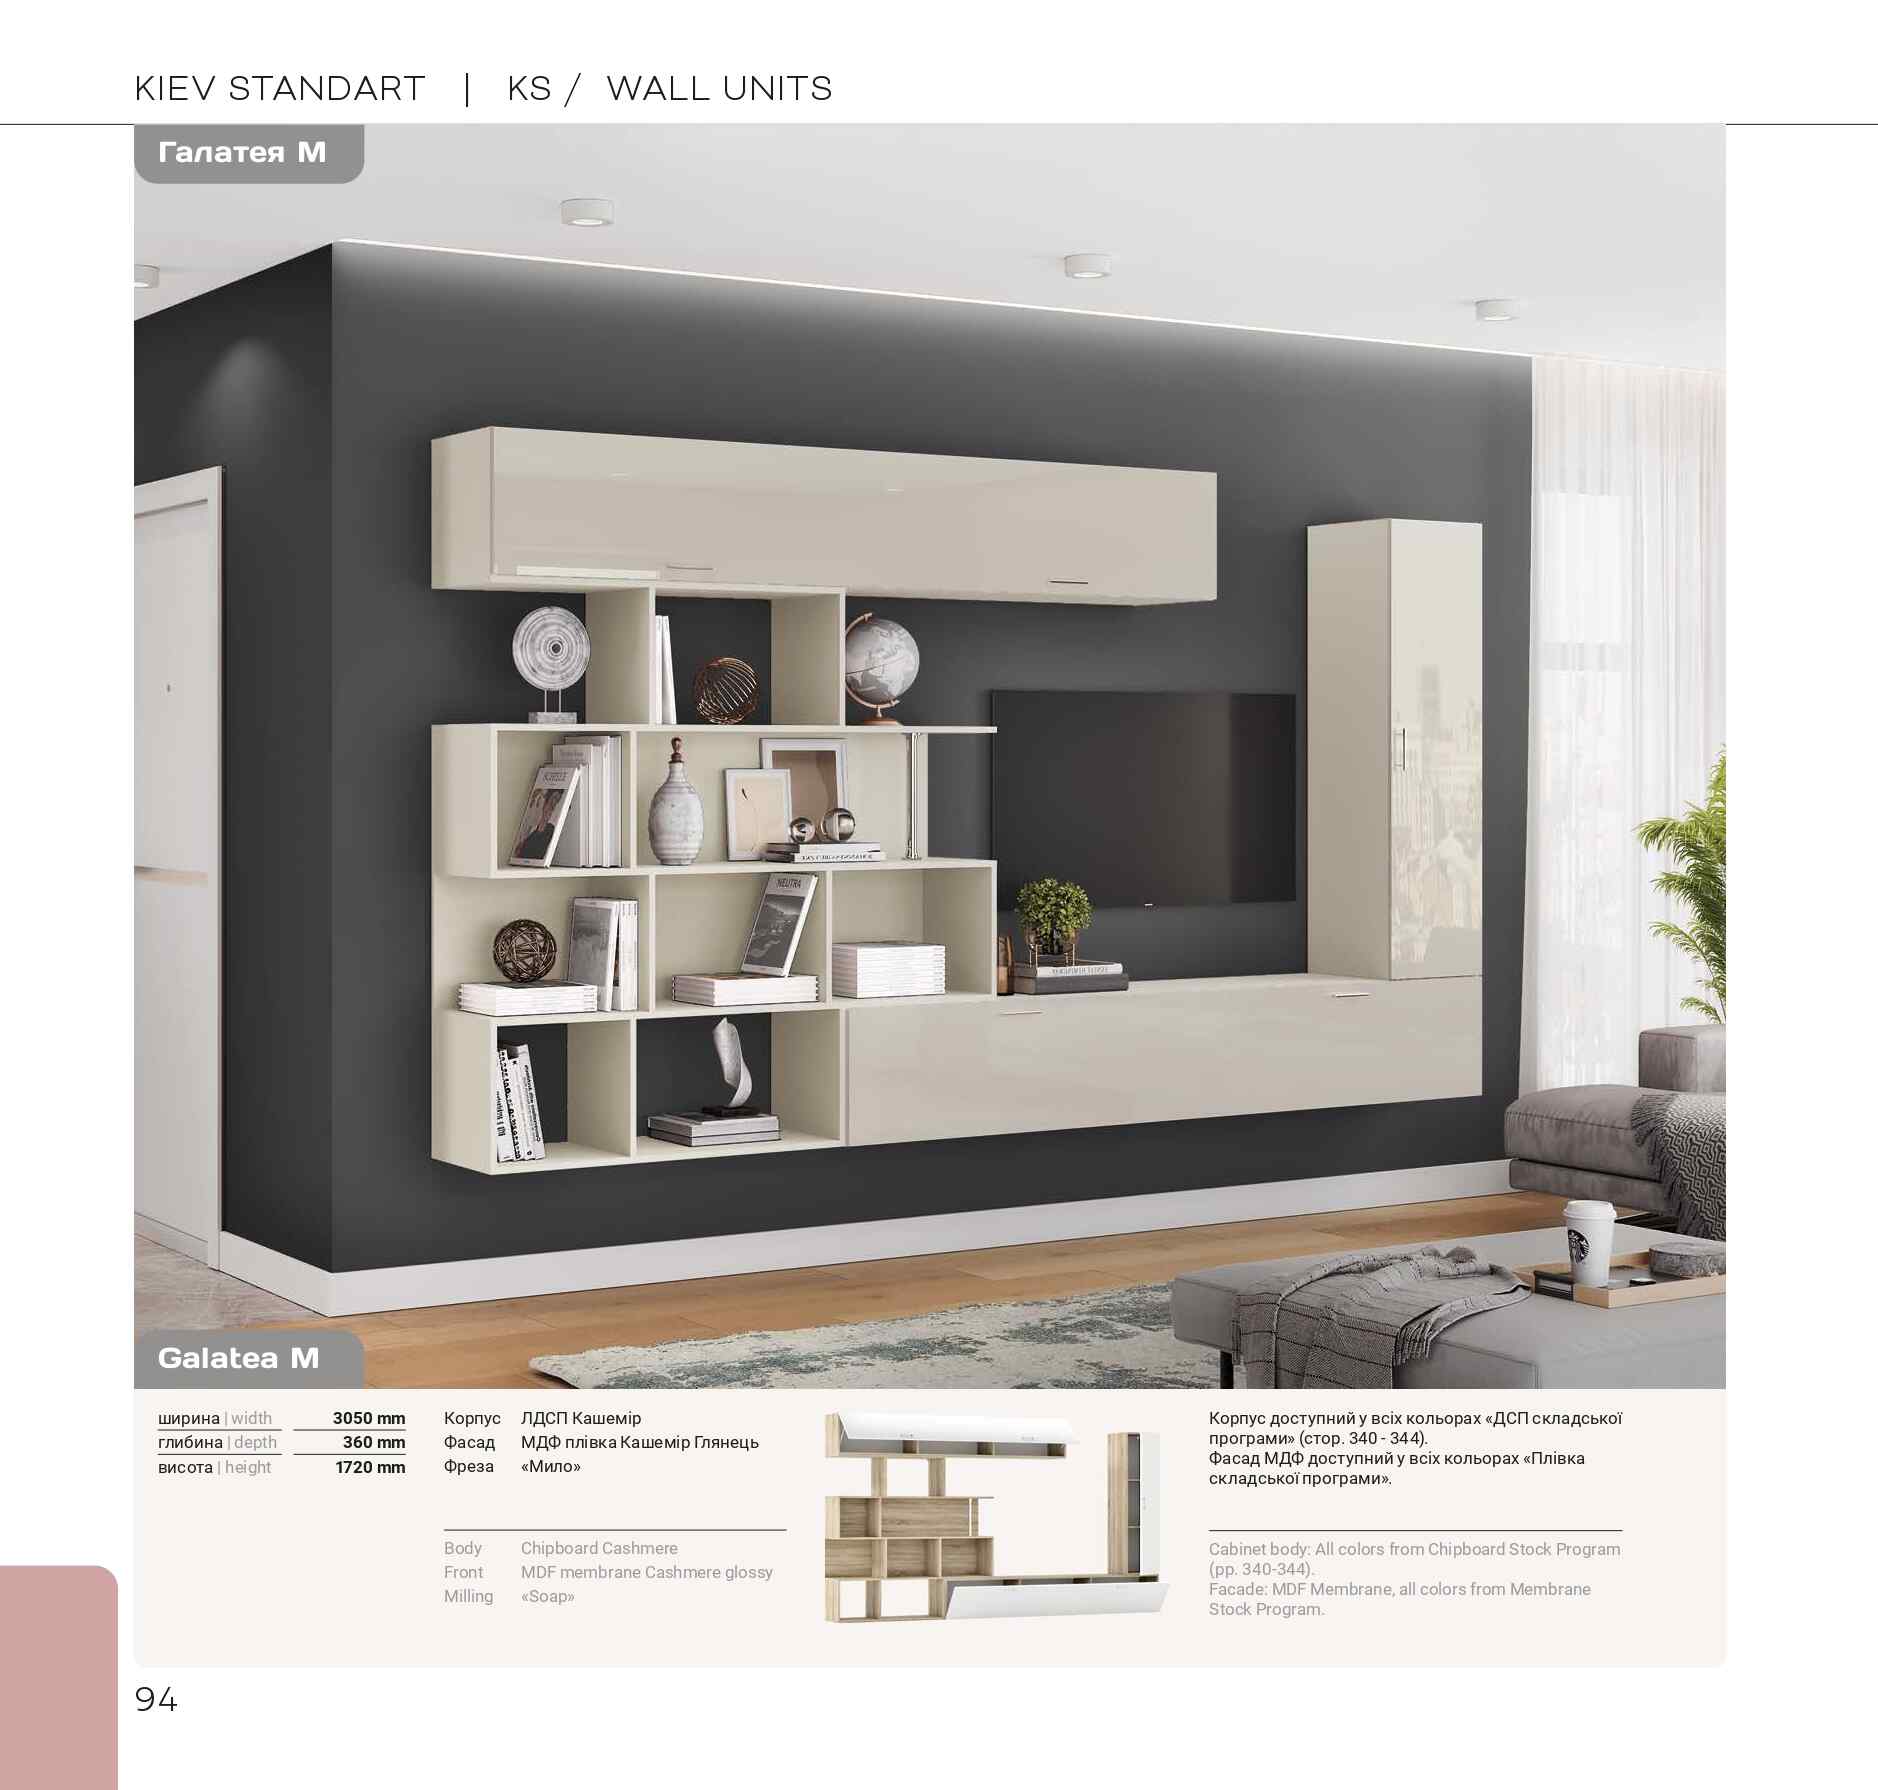 KIEV STANDART | KS / WALL UNITS
Галатея М
NEUTRA
Galatea M
ширина | width 3050 mm
глибина | depth 360 mm
висота | height 1720 mm
Корпус ЛДСП Кашемір
Фасад МДФ плівка Кашемір Глянець
Фреза «Мило»
Body Chipboard Cashmere
Front MDF membrane Cashmere glossy
Milling «Soap»
Корпус доступний у всіх кольорах «ДСП складської
програми» (стор. 340 - 344).
Фасад МДФ доступний у всіх кольорах «Плівка
складської програми».
Cabinet body: All colors from Chipboard Stock Program
(pp. 340-344).
Facade: MDF Membrane, all colors from Membrane
Stock Program.
94